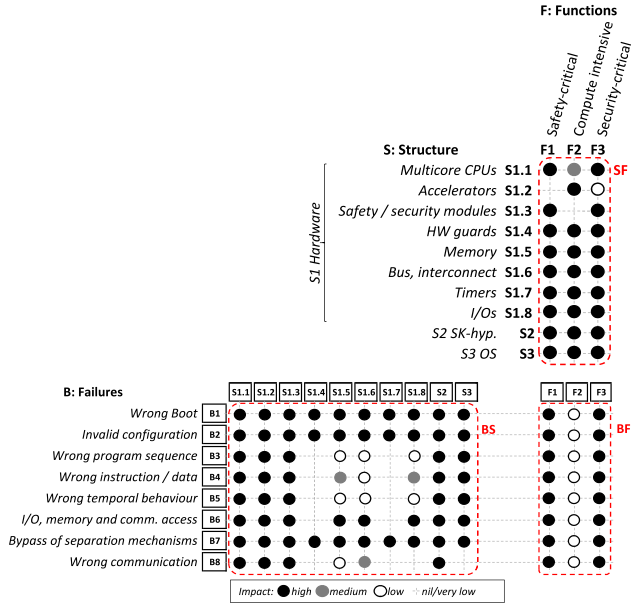 F: Functions
Safety-critical
Compute intensive
Security-critical
S: Structure F1 F2 F3
Multicore CPUs S1.1 SF
Accelerators S1.2
Safety / security modules S1.3
HW guards S1.4
Memory S1.5
Bus, interconnect S1.6
Timers S1.7
I/Os S1.8
S1 Hardware
S2 SK-hyp. S2
S3 OS S3
B: Failures S1.1 S1.2 S1.3 S1.4 S1.5 S1.6 S1.7 S1.8 S2 S3 F1 F2 F3
Wrong Boot B1
Invalid configuration B2 BS BF
Wrong program sequence B3
Wrong instruction / data B4
Wrong temporal behaviour B5
I/O, memory and comm. access B6
Bypass of separation mechanisms B7
Wrong communication B8
Impact: high medium low nil/very low